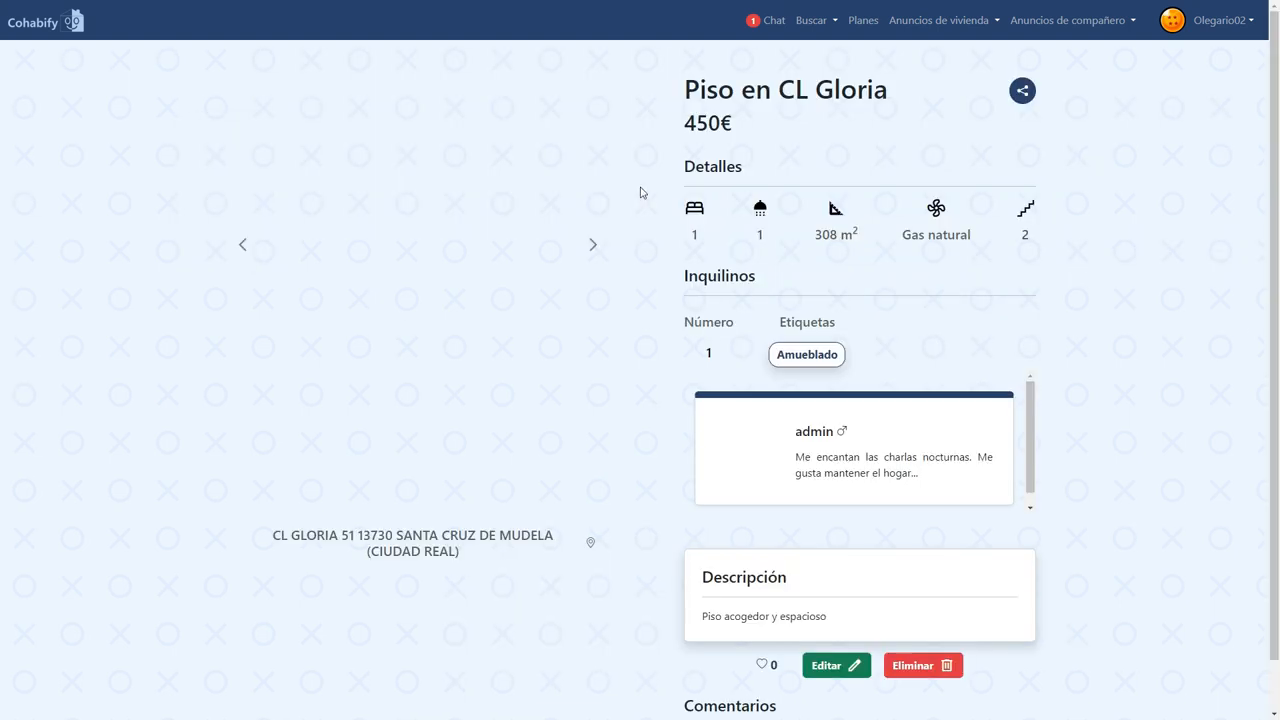 Cohabify
1 Chat Buscar Planes Anuncios de vivienda Anuncios de compañero Olegario02
Piso en CL Gloria
450€
Detalles
1 1 308 m² Gas natural 2
Inquilinos
Número Etiquetas
1 Amueblado
admin ♂
Me encantan las charlas nocturnas. Me
gusta mantener el hogar...
CL GLORIA 51 13730 SANTA CRUZ DE MUDELA
(CIUDAD REAL)
Descripción
Piso acogedor y espacioso
0 Editar Eliminar
Comentarios